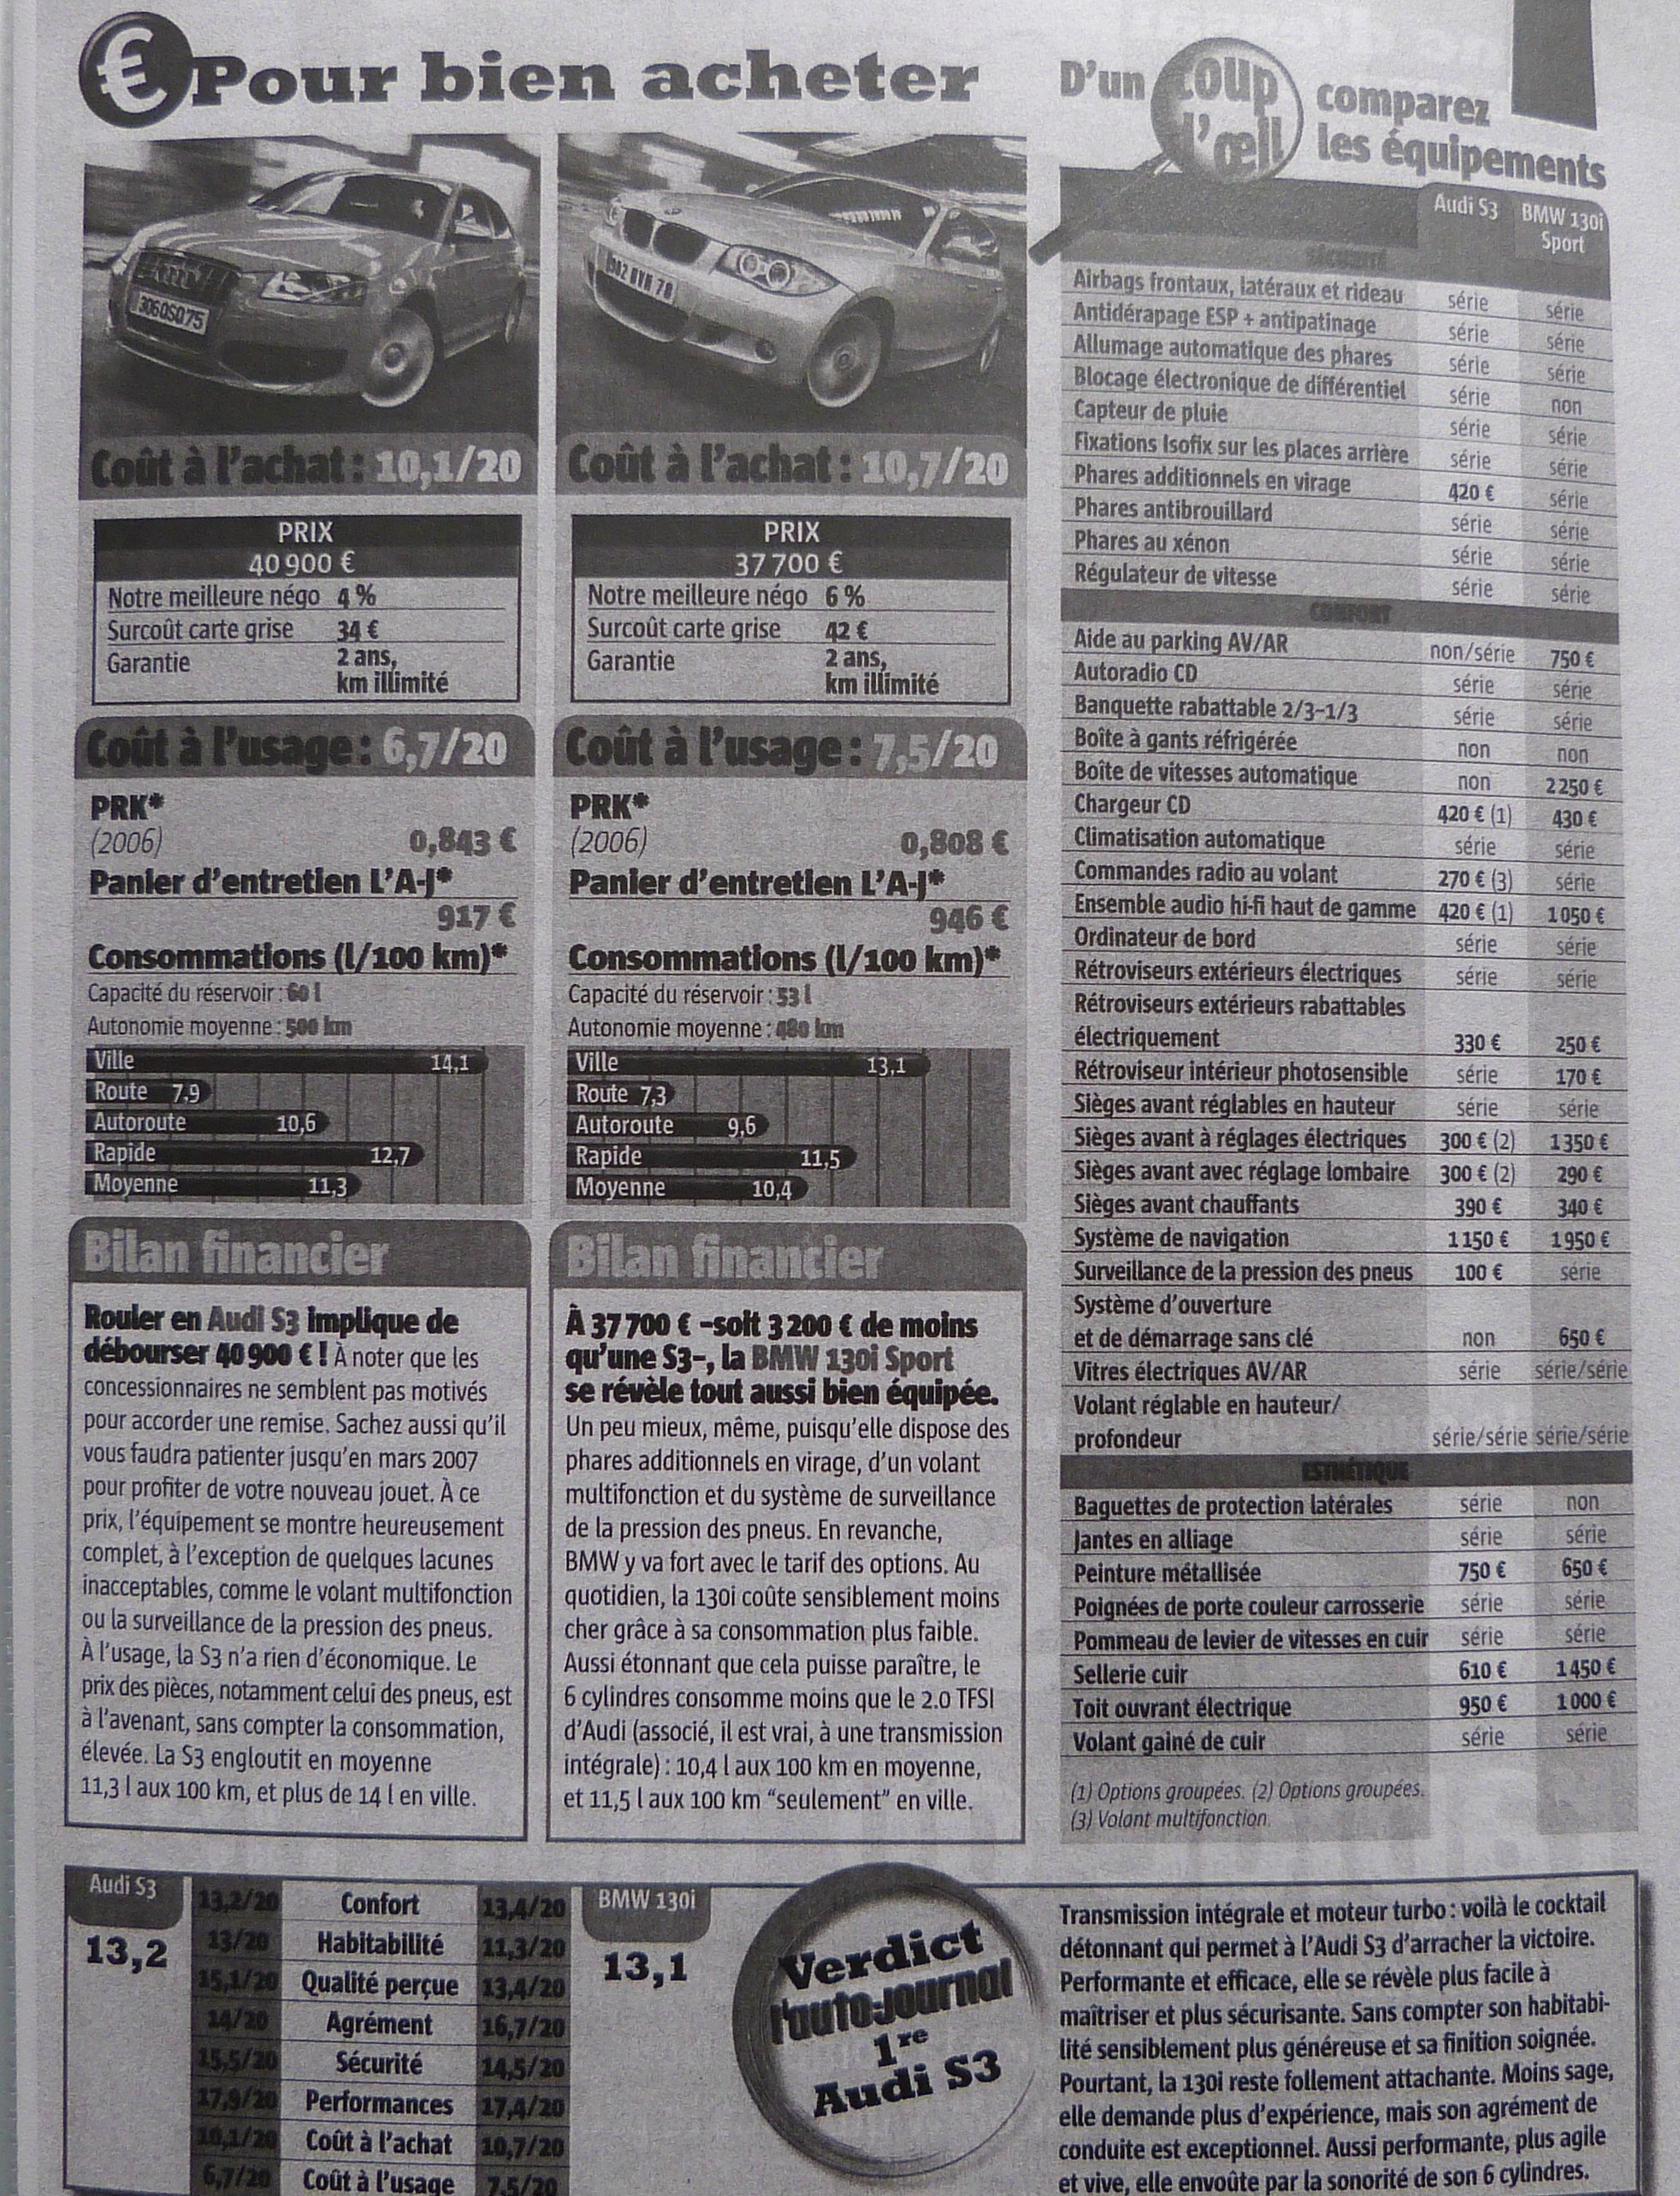 € Pour bien acheter
306QSQ75
Coût à l'achat : 10,1/20
PRIX
40 900 €
Notre meilleure négo 4 %
Surcoût carte grise 34 €
Garantie 2 ans,
km illimité
Coût à l'usage : 6,7/20
PRK*
(2006) 0,843 €
Panier d'entretien L'A-J*
917 €
Consommations (l/100 km)*
Capacité du réservoir : 60 l
Autonomie moyenne : 500 km
Ville 14,1
Route 7,9
Autoroute 10,6
Rapide 12,7
Moyenne 11,3
Bilan financier
Rouler en Audi S3 implique de
débourser 40 900 € ! À noter que les
concessionnaires ne semblent pas motivés
pour accorder une remise. Sachez aussi qu'il
vous faudra patienter jusqu'en mars 2007
pour profiter de votre nouveau jouet. À ce
prix, l'équipement se montre heureusement
complet, à l'exception de quelques lacunes
inacceptables, comme le volant multifonction
ou la surveillance de la pression des pneus.
À l'usage, la S3 n'a rien d'économique. Le
prix des pièces, notamment celui des pneus, est
à l'avenant, sans compter la consommation,
élevée. La S3 engloutit en moyenne
11,3 l aux 100 km, et plus de 14 l en ville.
Coût à l'achat : 10,7/20
PRIX
37 700 €
Notre meilleure négo 6 %
Surcoût carte grise 42 €
Garantie 2 ans,
km illimité
Coût à l'usage : 7,5/20
PRK*
(2006) 0,808 €
Panier d'entretien L'A-J*
946 €
Consommations (l/100 km)*
Capacité du réservoir : 53 l
Autonomie moyenne : 480 km
Ville 13,1
Route 7,3
Autoroute 9,6
Rapide 11,5
Moyenne 10,4
Bilan financier
À 37 700 € –soit 3 200 € de moins
qu'une S3–, la BMW 130i Sport
se révèle tout aussi bien équipée.
Un peu mieux, même, puisqu'elle dispose des
phares additionnels en virage, d'un volant
multifonction et du système de surveillance
de la pression des pneus. En revanche,
BMW y va fort avec le tarif des options. Au
quotidien, la 130i coûte sensiblement moins
cher grâce à sa consommation plus faible.
Aussi étonnant que cela puisse paraître, le
6 cylindres consomme moins que le 2.0 TFSI
d'Audi (associé, il est vrai, à une transmission
intégrale) : 10,4 l aux 100 km en moyenne,
et 11,5 l aux 100 km “seulement” en ville.
D'un coup
d'œil
comparez
les équipements
Audi S3 BMW 130i
Sport
SÉCURITÉ
Airbags frontaux, latéraux et rideau série série
Antidérapage ESP + antipatinage série série
Allumage automatique des phares série série
Blocage électronique de différentiel série non
Capteur de pluie série série
Fixations Isofix sur les places arrière série série
Phares additionnels en virage 420 € série
Phares antibrouillard série série
Phares au xénon série série
Régulateur de vitesse série série
CONFORT
Aide au parking AV/AR non/série 750 €
Autoradio CD série série
Banquette rabattable 2/3-1/3 série série
Boîte à gants réfrigérée non non
Boîte de vitesses automatique non 2 250 €
Chargeur CD 420 € (1) 430 €
Climatisation automatique série série
Commandes radio au volant 270 € (3) série
Ensemble audio hi-fi haut de gamme 420 € (1) 1 050 €
Ordinateur de bord série série
Rétroviseurs extérieurs électriques série série
Rétroviseurs extérieurs rabattables
électriquement 330 € 250 €
Rétroviseur intérieur photosensible série 170 €
Sièges avant réglables en hauteur série série
Sièges avant à réglages électriques 300 € (2) 1 350 €
Sièges avant avec réglage lombaire 300 € (2) 290 €
Sièges avant chauffants 390 € 340 €
Système de navigation 1 150 € 1 950 €
Surveillance de la pression des pneus 100 € série
Système d'ouverture
et de démarrage sans clé non 650 €
Vitres électriques AV/AR série série/série
Volant réglable en hauteur/
profondeur série/série série/série
ESTHÉTIQUE
Baguettes de protection latérales série non
Jantes en alliage série série
Peinture métallisée 750 € 650 €
Poignées de porte couleur carrosserie série série
Pommeau de levier de vitesses en cuir série série
Sellerie cuir 610 € 1 450 €
Toit ouvrant électrique 950 € 1 000 €
Volant gainé de cuir série série
(1) Options groupées. (2) Options groupées.
(3) Volant multifonction.
Audi S3
13,2
13,2/20 Confort 13,4/20
13/20 Habitabilité 11,3/20
15,1/20 Qualité perçue 13,4/20
14/20 Agrément 16,7/20
15,5/20 Sécurité 14,5/20
17,9/20 Performances 17,4/20
10,1/20 Coût à l'achat 10,7/20
6,7/20 Coût à l'usage 7,5/20
BMW 130i
13,1
Verdict
l'auto-journal
1re
Audi S3
Transmission intégrale et moteur turbo : voilà le cocktail
détonnant qui permet à l'Audi S3 d'arracher la victoire.
Performante et efficace, elle se révèle plus facile à
maîtriser et plus sécurisante. Sans compter son habitabi-
lité sensiblement plus généreuse et sa finition soignée.
Pourtant, la 130i reste follement attachante. Moins sage,
elle demande plus d'expérience, mais son agrément de
conduite est exceptionnel. Aussi performante, plus agile
et vive, elle envoûte par la sonorité de son 6 cylindres.